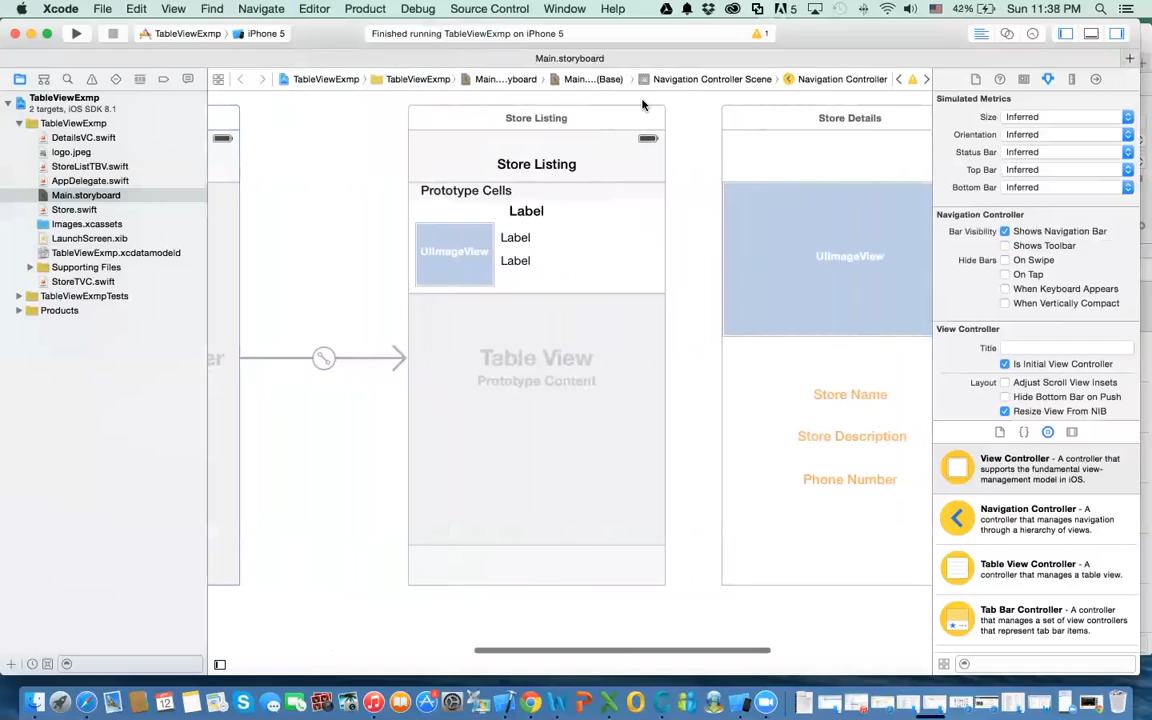 Xcode File Edit View Find Navigate Editor Product Debug Source Control Window Help 5 42% Sun 11:38 PM
TableViewExmp iPhone 5 Finished running TableViewExmp on iPhone 5 1
Main.storyboard
TableViewExmp TableViewExmp Main....yboard Main....(Base) Navigation Controller Scene Navigation Controller
TableViewExmp
2 targets, iOS SDK 8.1
TableViewExmp
DetailsVC.swift
logo.jpeg
StoreListTBV.swift
AppDelegate.swift
Main.storyboard
Store.swift
Images.xcassets
LaunchScreen.xib
TableViewExmp.xcdatamodeld
Supporting Files
StoreTVC.swift
TableViewExmpTests
Products
Store Listing
Store Listing
Prototype Cells
Label
UIImageView
Label
Label
Table View
Prototype Content
er
Store Details
UIImageView
Store Name
Store Description
Phone Number
Simulated Metrics
Size Inferred
Orientation Inferred
Status Bar Inferred
Top Bar Inferred
Bottom Bar Inferred
Navigation Controller
Bar Visibility Shows Navigation Bar
Shows Toolbar
Hide Bars On Swipe
On Tap
When Keyboard Appears
When Vertically Compact
View Controller
Title
Is Initial View Controller
Layout Adjust Scroll View Insets
Hide Bottom Bar on Push
Resize View From NIB
View Controller - A controller that
supports the fundamental view-
management model in iOS.
Navigation Controller - A
controller that manages navigation
through a hierarchy of views.
Table View Controller - A
controller that manages a table view.
Tab Bar Controller - A controller
that manages a set of view controllers
that represent tab bar items.